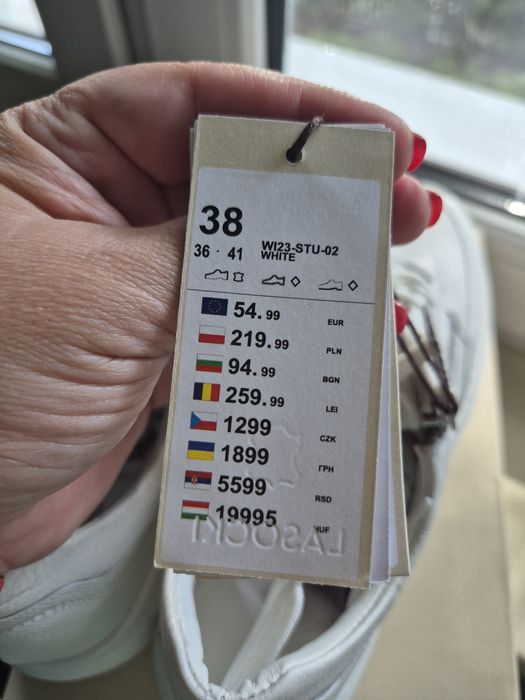 38
36 · 41
WI23-STU-02
WHITE
54.99 EUR
219.99 PLN
94.99 BGN
259.99 LEI
1299 CZK
1899 ГРН
5599 RSD
19995 HUF
LASOCKI